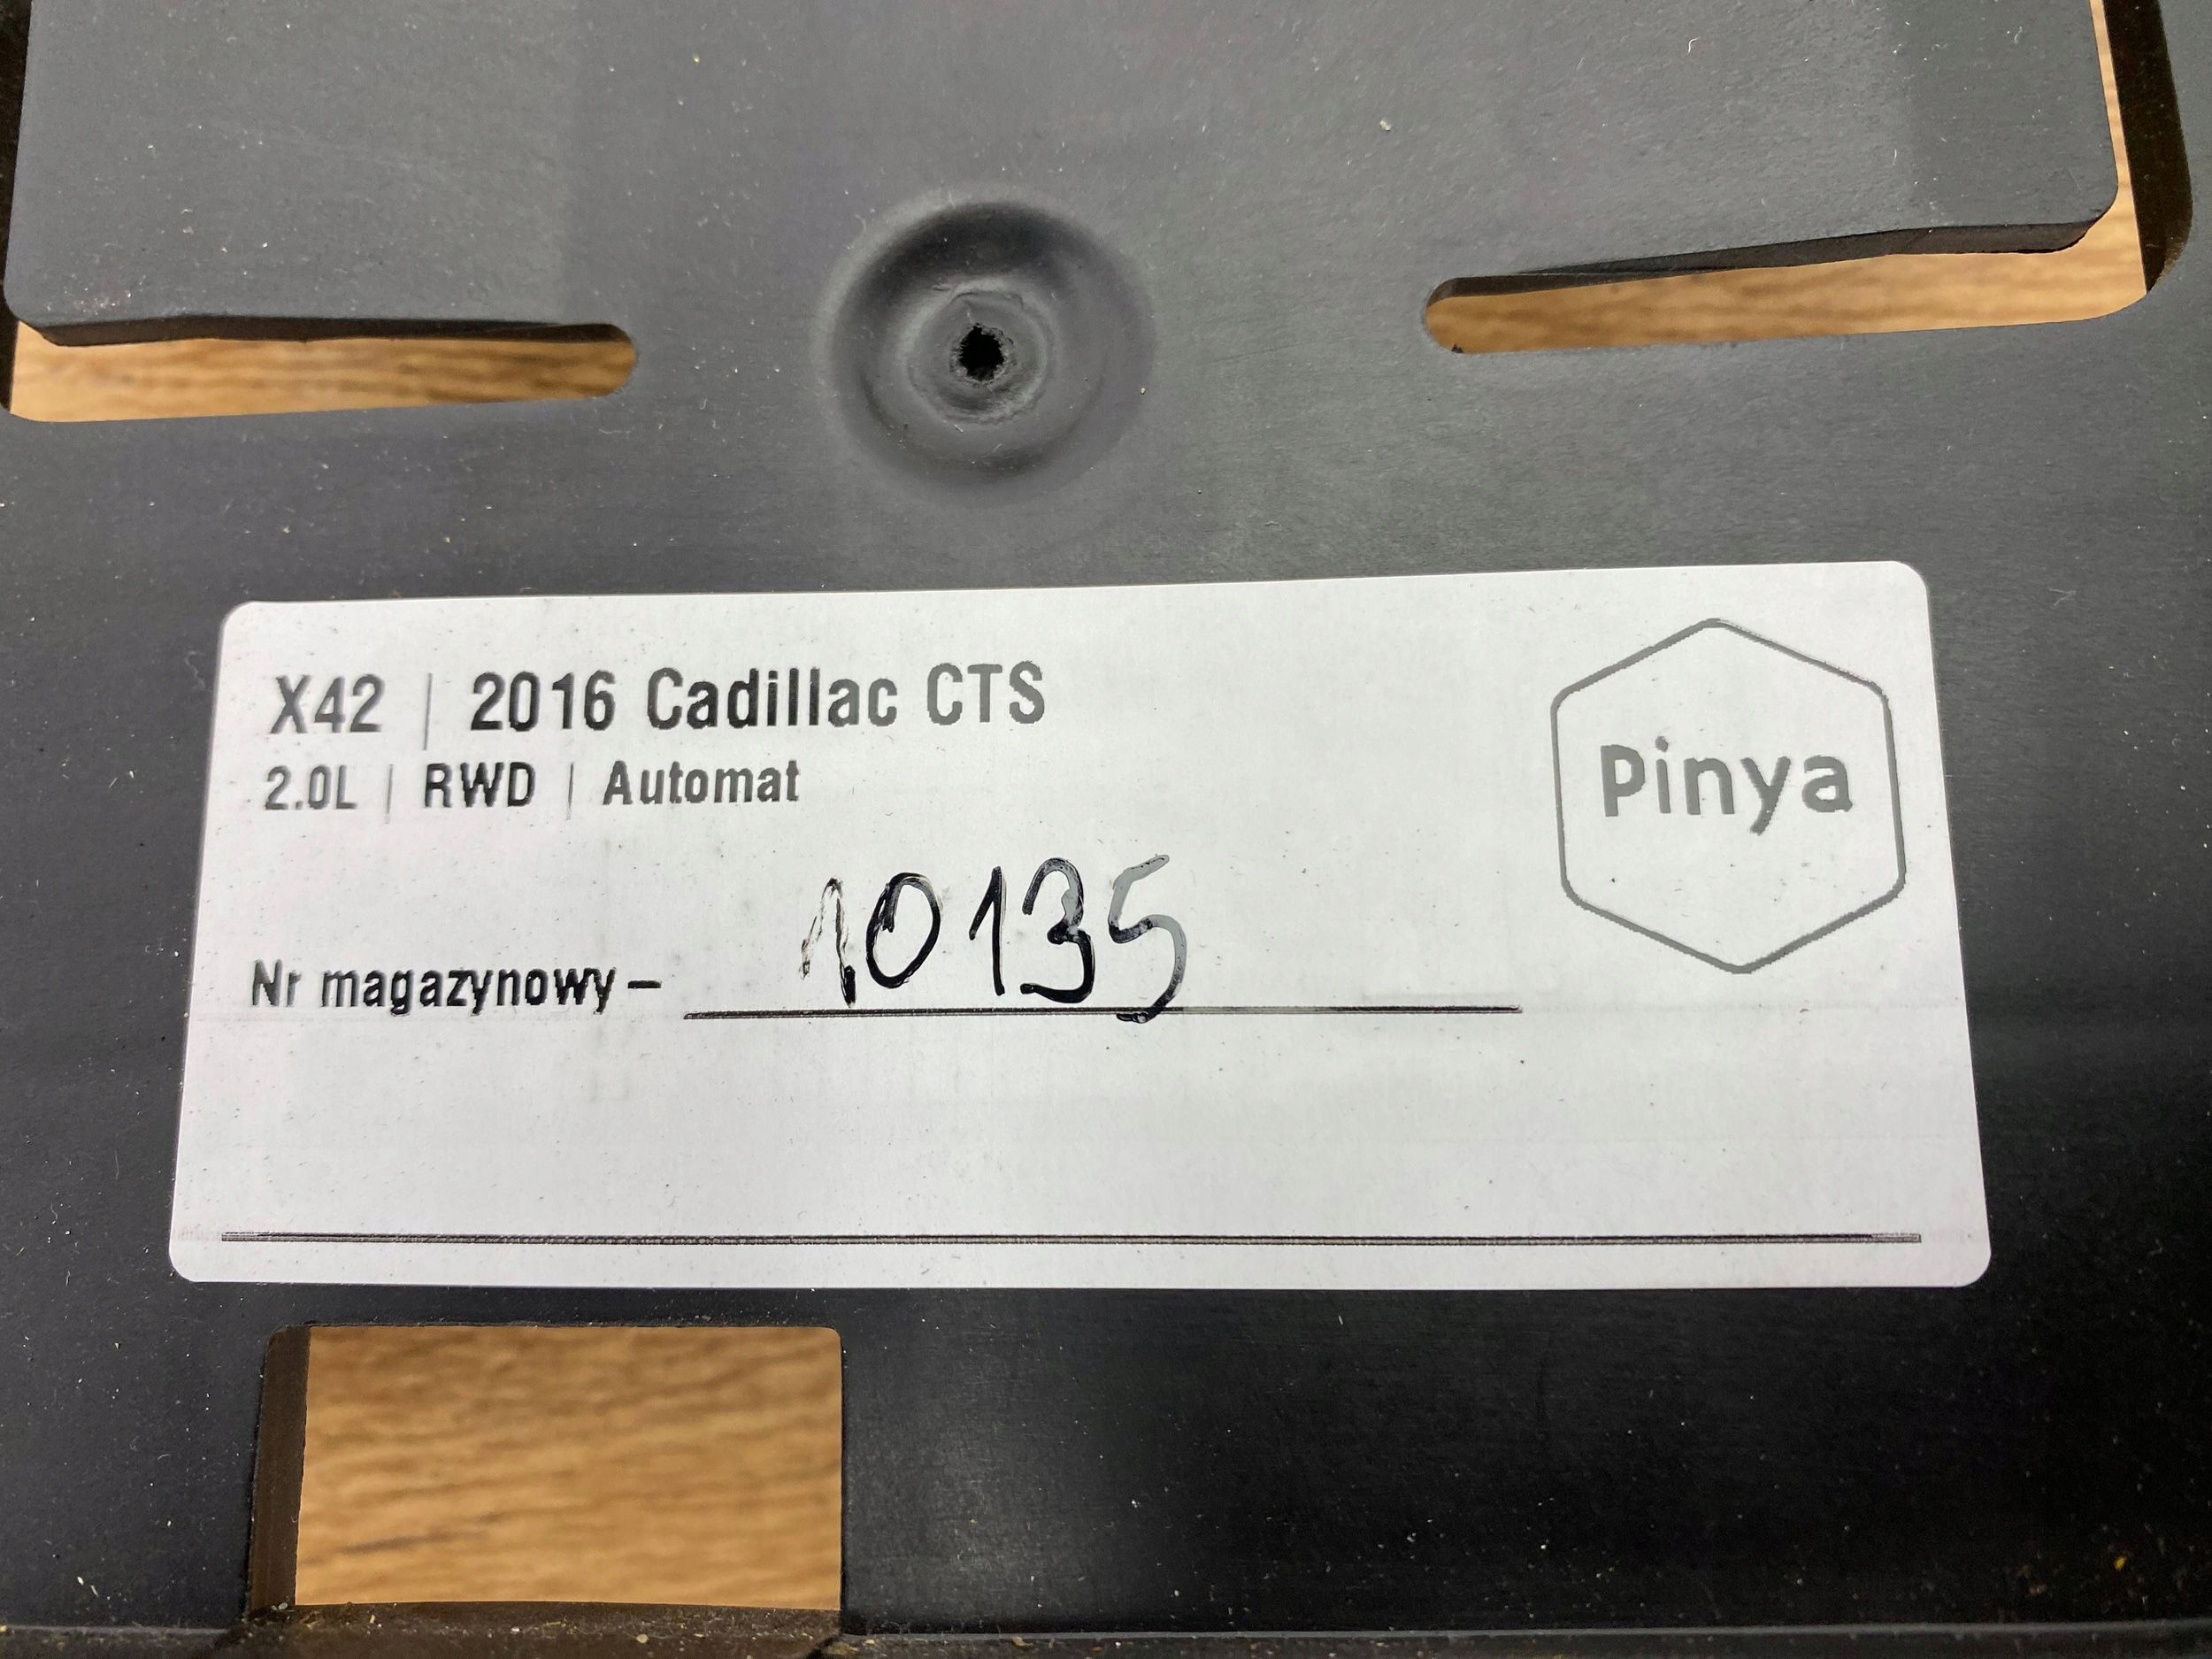 X42 | 2016 Cadillac CTS
2.0L | RWD | Automat
Pinya
Nr magazynowy – 10135